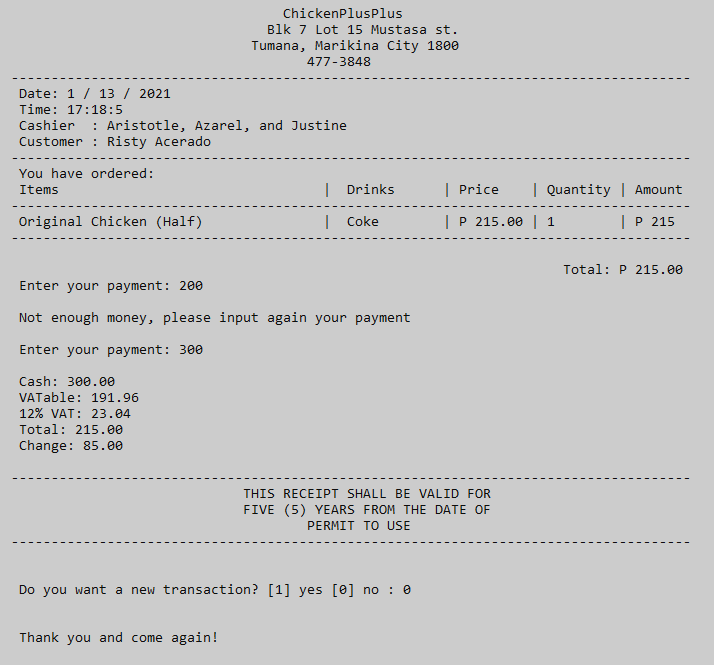 ChickenPlusPlus
Blk 7 Lot 15 Mustasa st.
Tumana, Marikina City 1800
477-3848
-------------------------------------------------------------------------------------
Date: 1 / 13 / 2021
Time: 17:18:5
Cashier  : Aristotle, Azarel, and Justine
Customer : Risty Acerado
-------------------------------------------------------------------------------------
You have ordered:
Items                                 |  Drinks      | Price    | Quantity | Amount
-------------------------------------------------------------------------------------
Original Chicken (Half)               |  Coke        | P 215.00 | 1        | P 215
-------------------------------------------------------------------------------------
Total: P 215.00
Enter your payment: 200
Not enough money, please input again your payment
Enter your payment: 300
Cash: 300.00
VATable: 191.96
12% VAT: 23.04
Total: 215.00
Change: 85.00
-------------------------------------------------------------------------------------
THIS RECEIPT SHALL BE VALID FOR
FIVE (5) YEARS FROM THE DATE OF
PERMIT TO USE
-------------------------------------------------------------------------------------
Do you want a new transaction? [1] yes [0] no : 0
Thank you and come again!